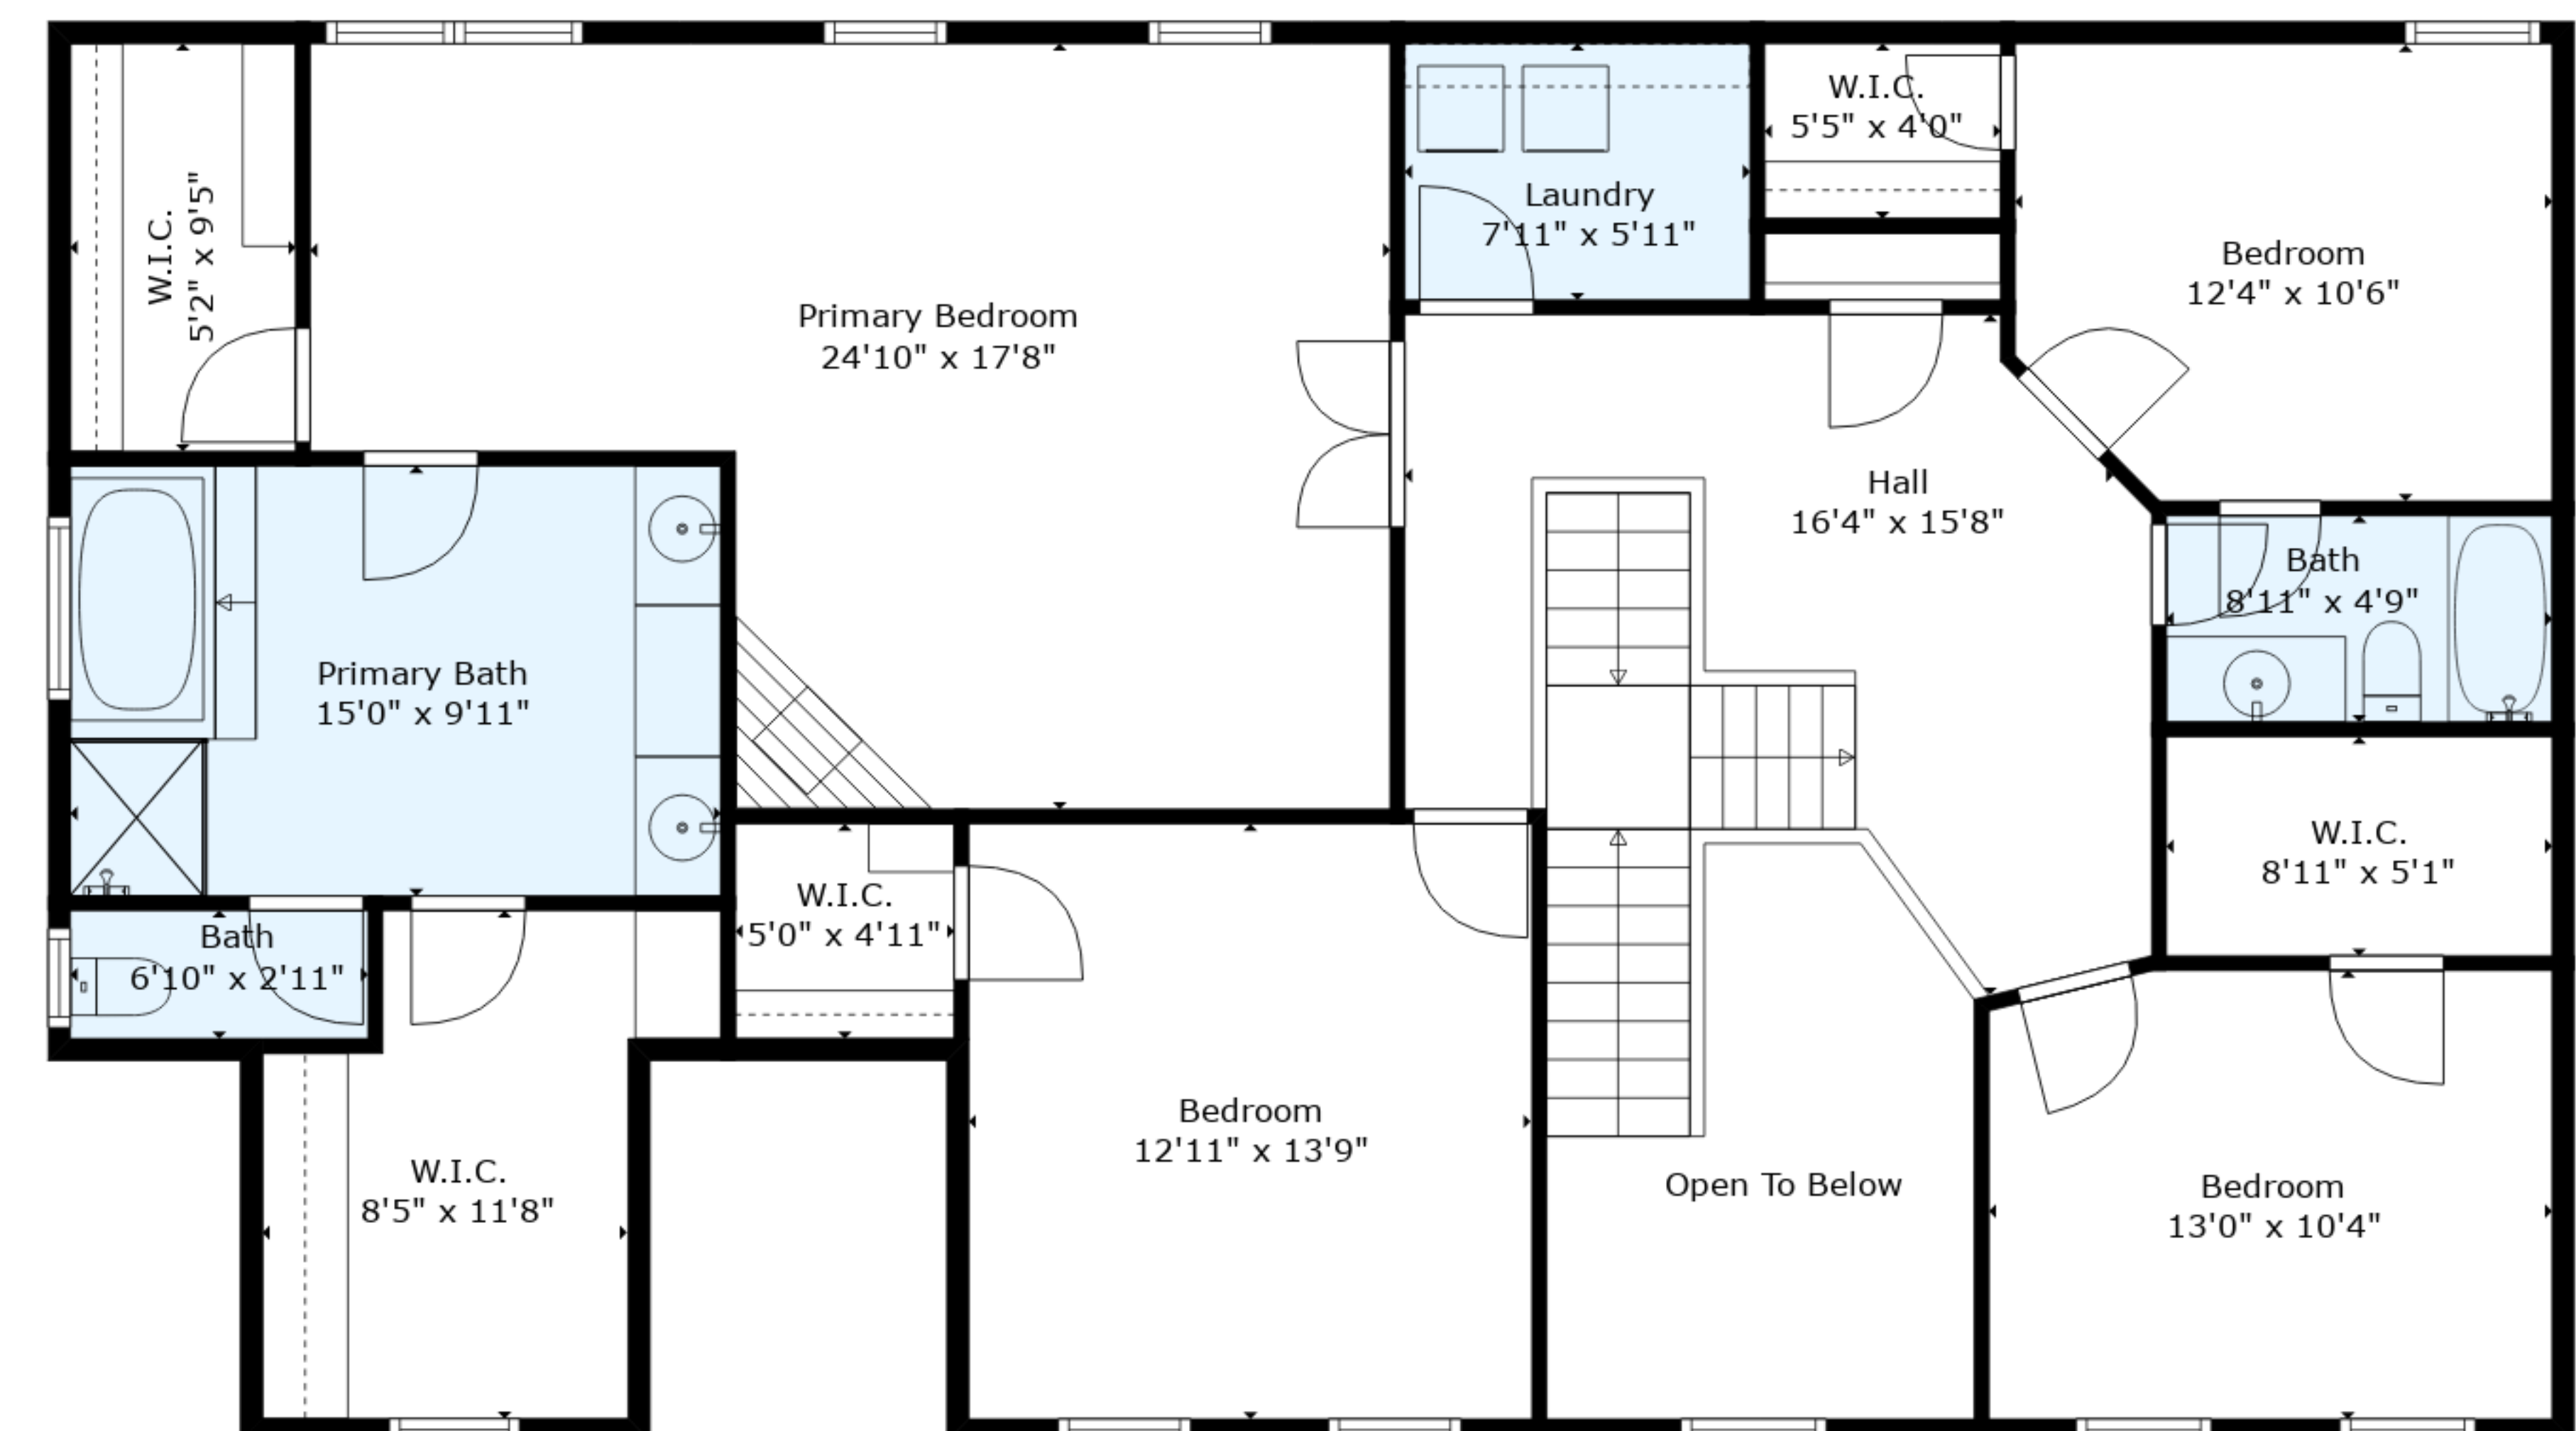 W.I.C.
5'5" x 4'0"
W.I.C.
5'2" x 9'5"
Laundry
7'11" x 5'11"
Bedroom
12'4" x 10'6"
Primary Bedroom
24'10" x 17'8"
Hall
16'4" x 15'8"
Bath
8'11" x 4'9"
Primary Bath
15'0" x 9'11"
W.I.C.
8'11" x 5'1"
W.I.C.
5'0" x 4'11"
Bath
6'10" x 2'11"
Bedroom
12'11" x 13'9"
W.I.C.
8'5" x 11'8"
Open To Below
Bedroom
13'0" x 10'4"